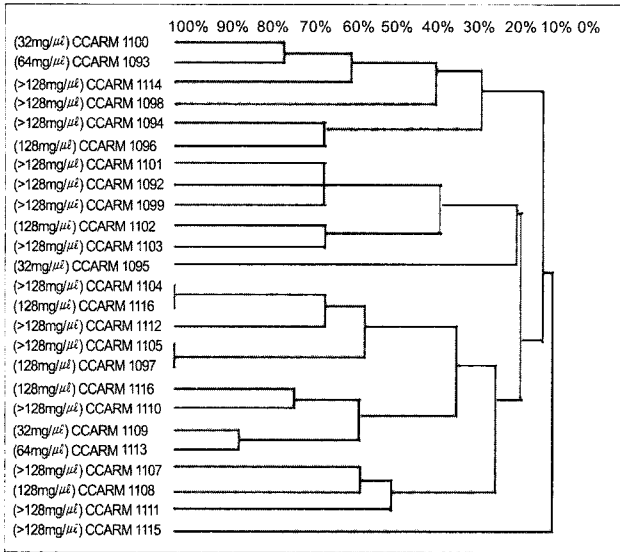 100% 90% 80% 70% 60% 50% 40% 30% 20% 10% 0%
(32mg/㎕) CCARM 1100
(64mg/㎕) CCARM 1093
(>128mg/㎕) CCARM 1114
(>128mg/㎕) CCARM 1098
(>128mg/㎕) CCARM 1094
(128mg/㎕) CCARM 1096
(>128mg/㎕) CCARM 1101
(>128mg/㎕) CCARM 1092
(>128mg/㎕) CCARM 1099
(128mg/㎕) CCARM 1102
(>128mg/㎕) CCARM 1103
(32mg/㎕) CCARM 1095
(>128mg/㎕) CCARM 1104
(128mg/㎕) CCARM 1116
(>128mg/㎕) CCARM 1112
(>128mg/㎕) CCARM 1105
(128mg/㎕) CCARM 1097
(128mg/㎕) CCARM 1116
(>128mg/㎕) CCARM 1110
(32mg/㎕) CCARM 1109
(64mg/㎕) CCARM 1113
(>128mg/㎕) CCARM 1107
(128mg/㎕) CCARM 1108
(>128mg/㎕) CCARM 1111
(>128mg/㎕) CCARM 1115